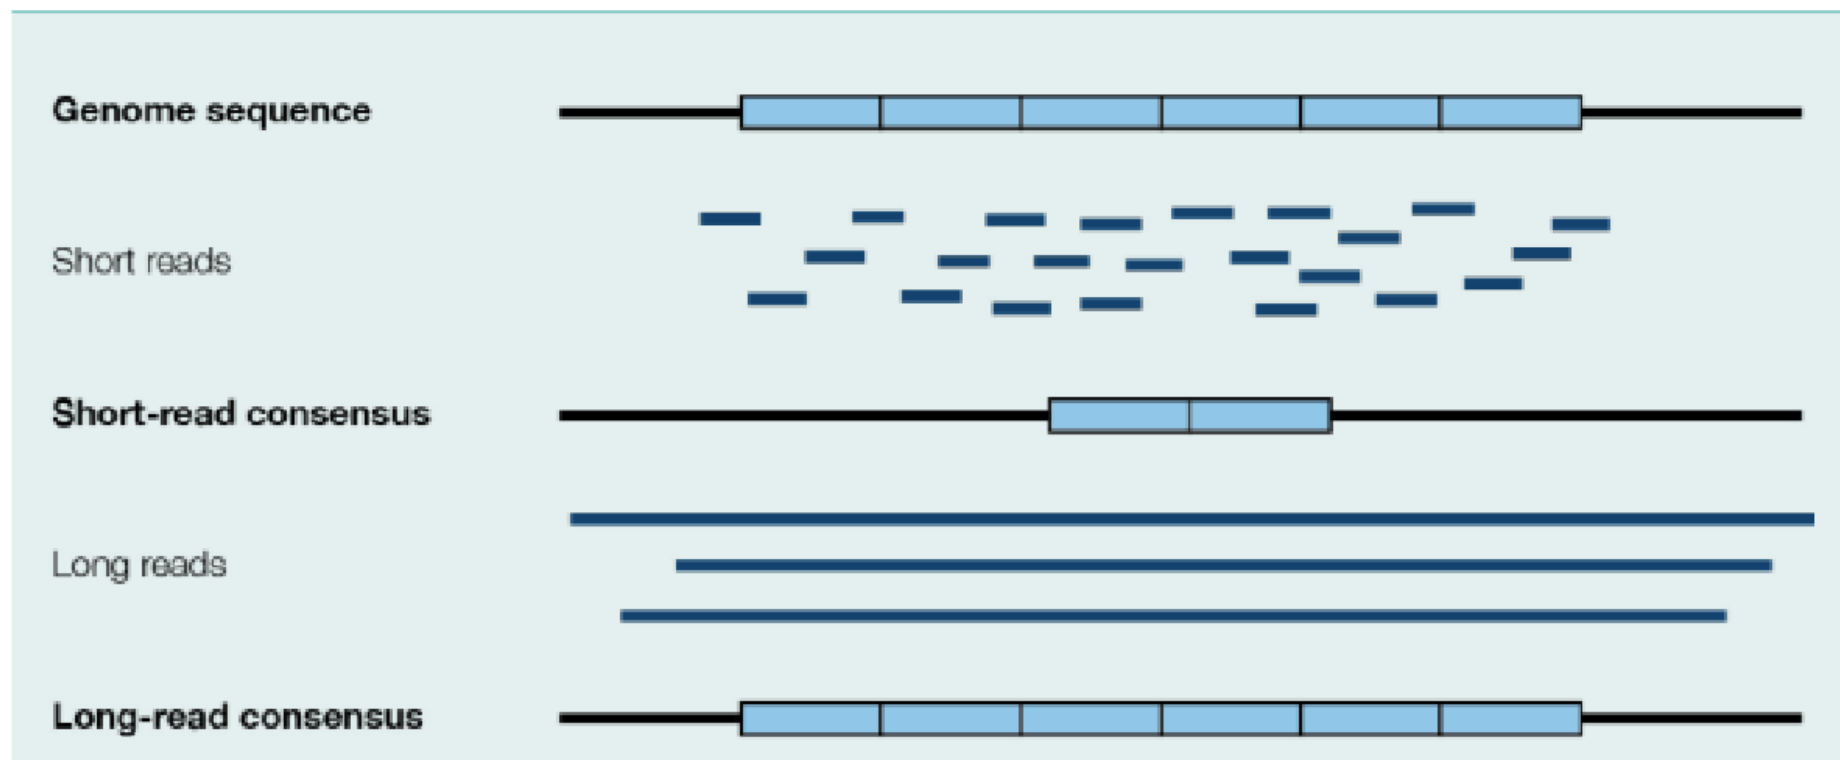 Genome sequence
Short reads
Short-read consensus
Long reads
Long-read consensus